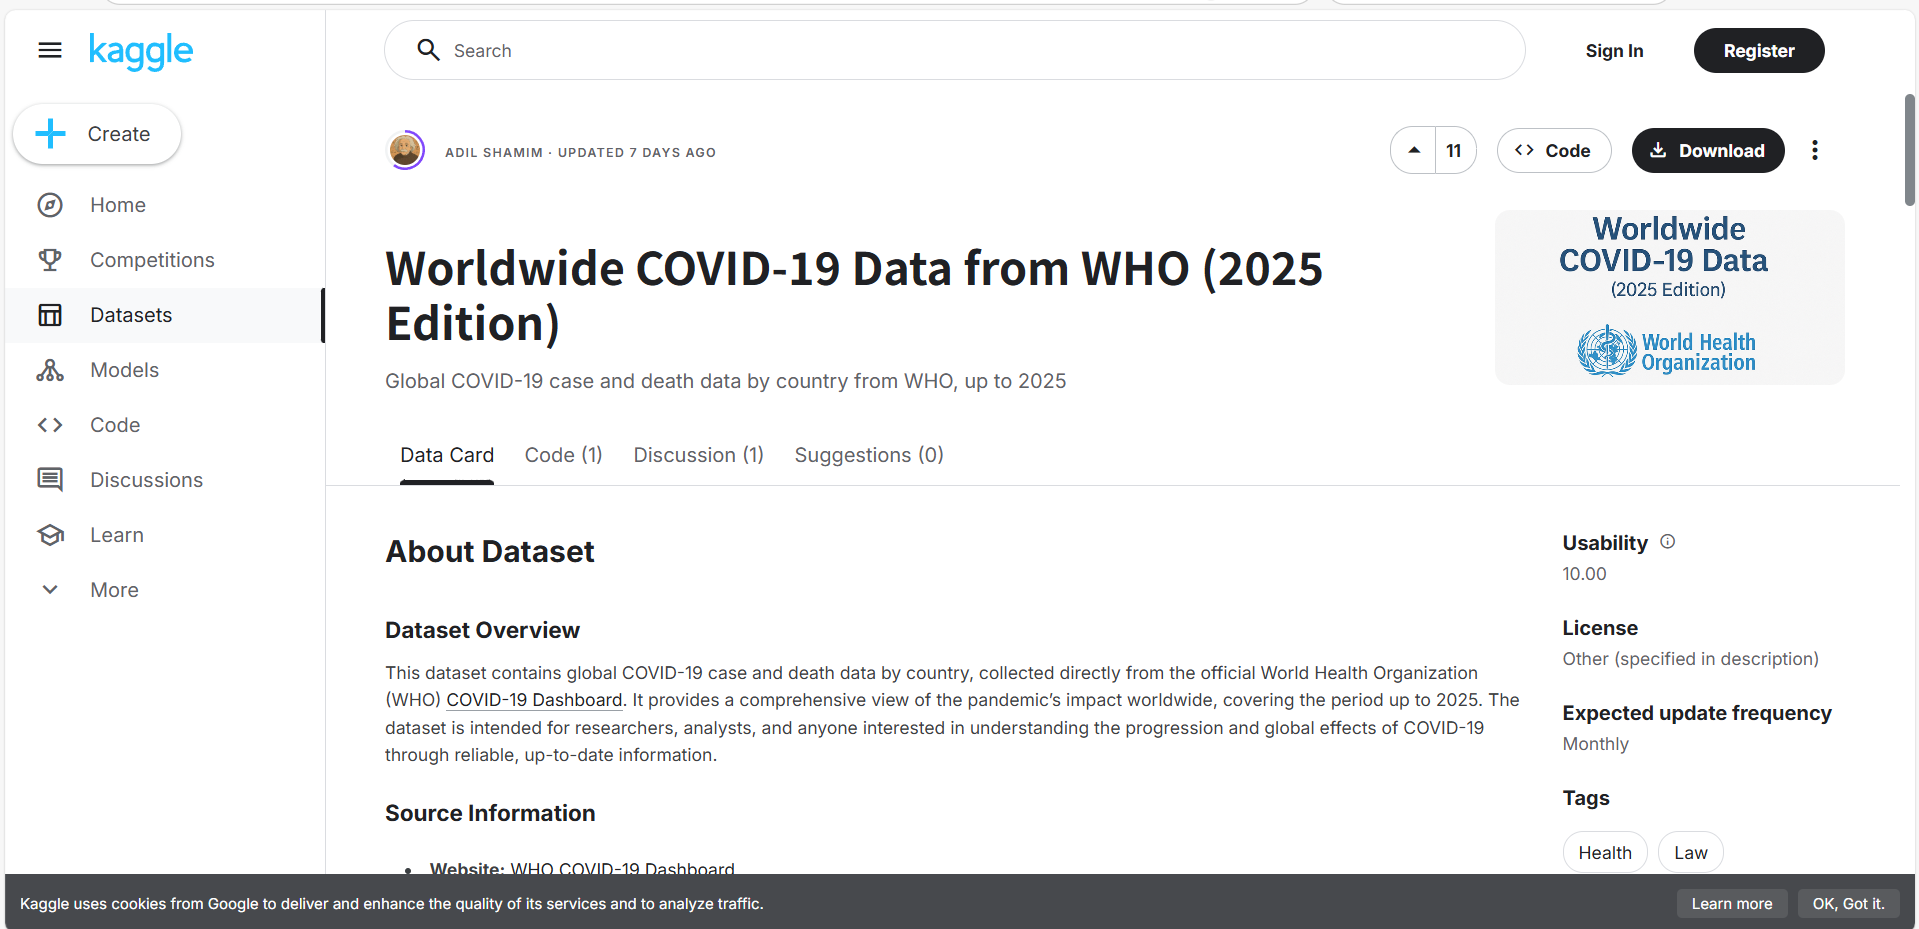 kaggle
Search
Sign In
Register
Create
Home
Competitions
Datasets
Models
Code
Discussions
Learn
More
ADIL SHAMIM · UPDATED 7 DAYS AGO
11
Code
Download
Worldwide COVID-19 Data from WHO (2025
Edition)
Global COVID-19 case and death data by country from WHO, up to 2025
Worldwide
COVID-19 Data
(2025 Edition)
World Health
Organization
Data Card
Code (1)
Discussion (1)
Suggestions (0)
About Dataset
Dataset Overview
This dataset contains global COVID-19 case and death data by country, collected directly from the official World Health Organization
(WHO) COVID-19 Dashboard. It provides a comprehensive view of the pandemic’s impact worldwide, covering the period up to 2025. The
dataset is intended for researchers, analysts, and anyone interested in understanding the progression and global effects of COVID-19
through reliable, up-to-date information.
Source Information
• Website: WHO COVID-19 Dashboard
Usability
10.00
License
Other (specified in description)
Expected update frequency
Monthly
Tags
Health
Law
Kaggle uses cookies from Google to deliver and enhance the quality of its services and to analyze traffic.
Learn more
OK, Got it.